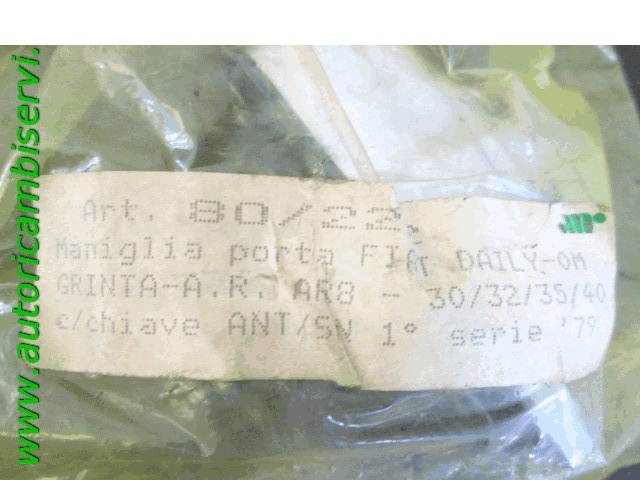 www.autoricambiservi.
Art. 80/22.
Maniglia porta FIAT DAILY-OM
GRINTA-A.R. AR8 - 30/32/35/40
c/chiave ANT/SN 1° serie '79